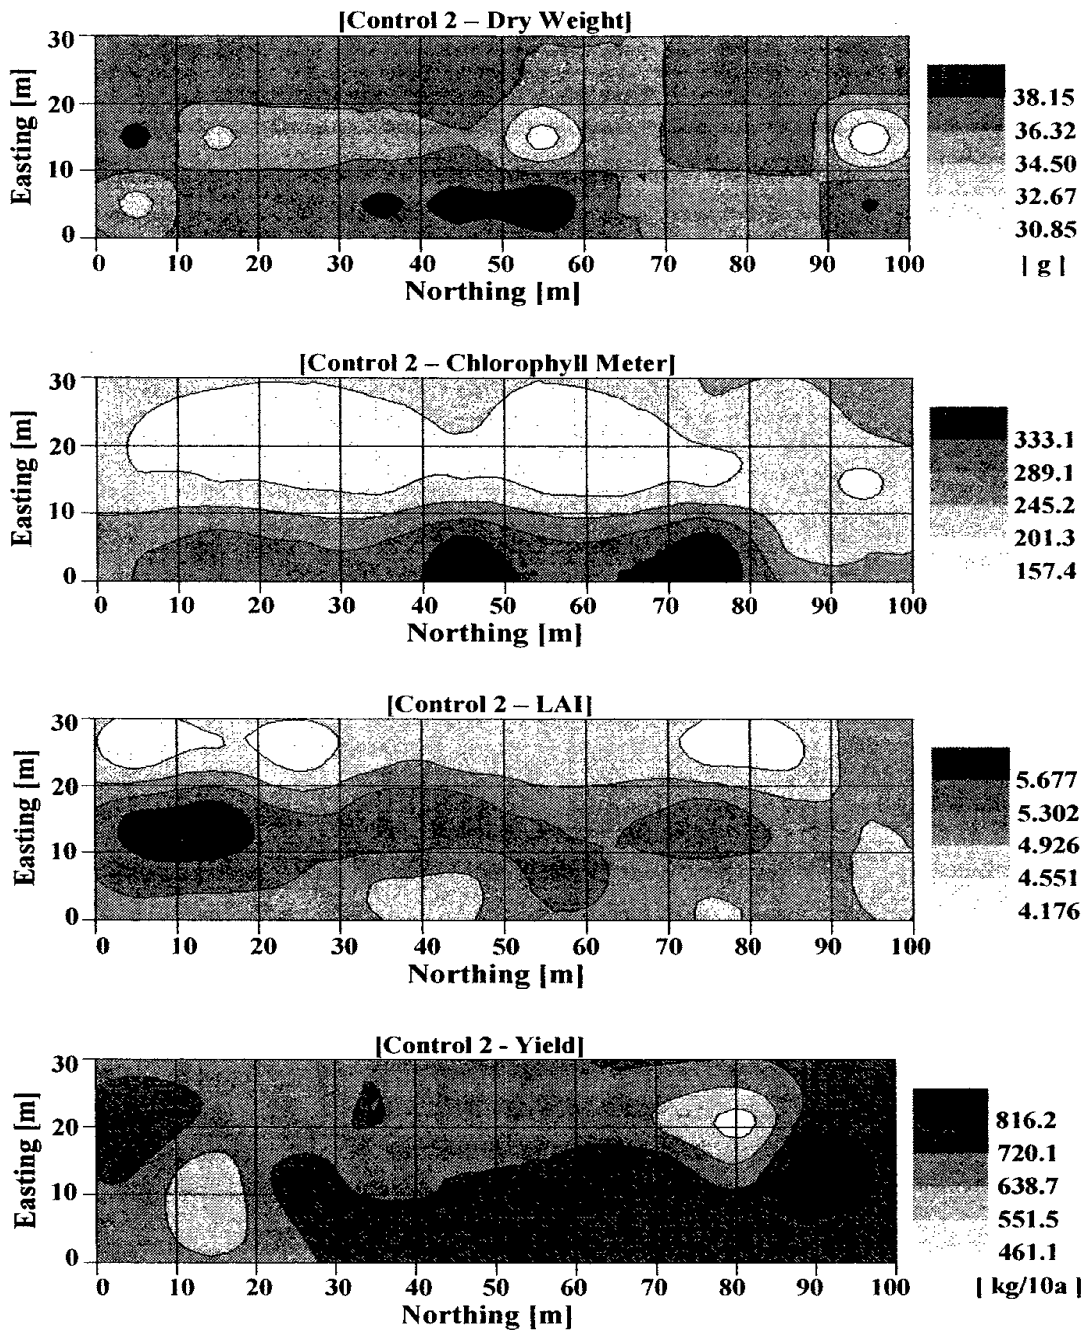 [Control 2 – Dry Weight]
30
20
10
0
Easting [m]
0 10 20 30 40 50 60 70 80 90 100
Northing [m]
38.15
36.32
34.50
32.67
30.85
[ g ]
[Control 2 – Chlorophyll Meter]
30
20
10
0
Easting [m]
0 10 20 30 40 50 60 70 80 90 100
Northing [m]
333.1
289.1
245.2
201.3
157.4
[Control 2 – LAI]
30
20
10
0
Easting [m]
0 10 20 30 40 50 60 70 80 90 100
Northing [m]
5.677
5.302
4.926
4.551
4.176
[Control 2 - Yield]
30
20
10
0
Easting [m]
0 10 20 30 40 50 60 70 80 90 100
Northing [m]
816.2
720.1
638.7
551.5
461.1
[ kg/10a ]